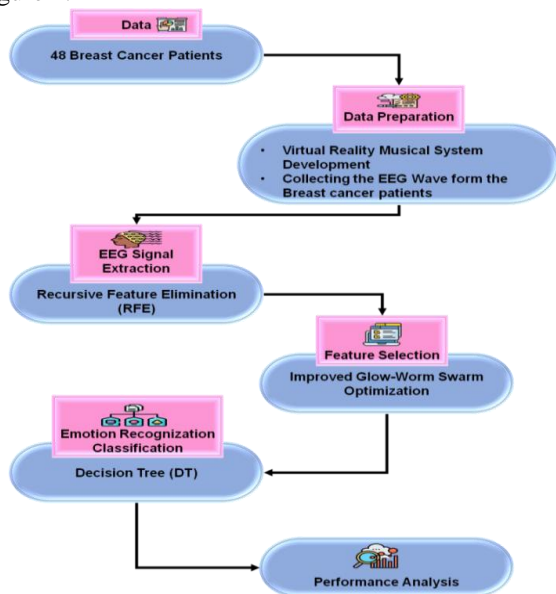 Data
48 Breast Cancer Patients
Data Preparation
• Virtual Reality Musical System
Development
• Collecting the EEG Wave form the
Breast cancer patients
EEG Signal
Extraction
Recursive Feature Elimination
(RFE)
Feature Selection
Improved Glow-Worm Swarm
Optimization
Emotion Recognization
Classification
Decision Tree (DT)
Performance Analysis